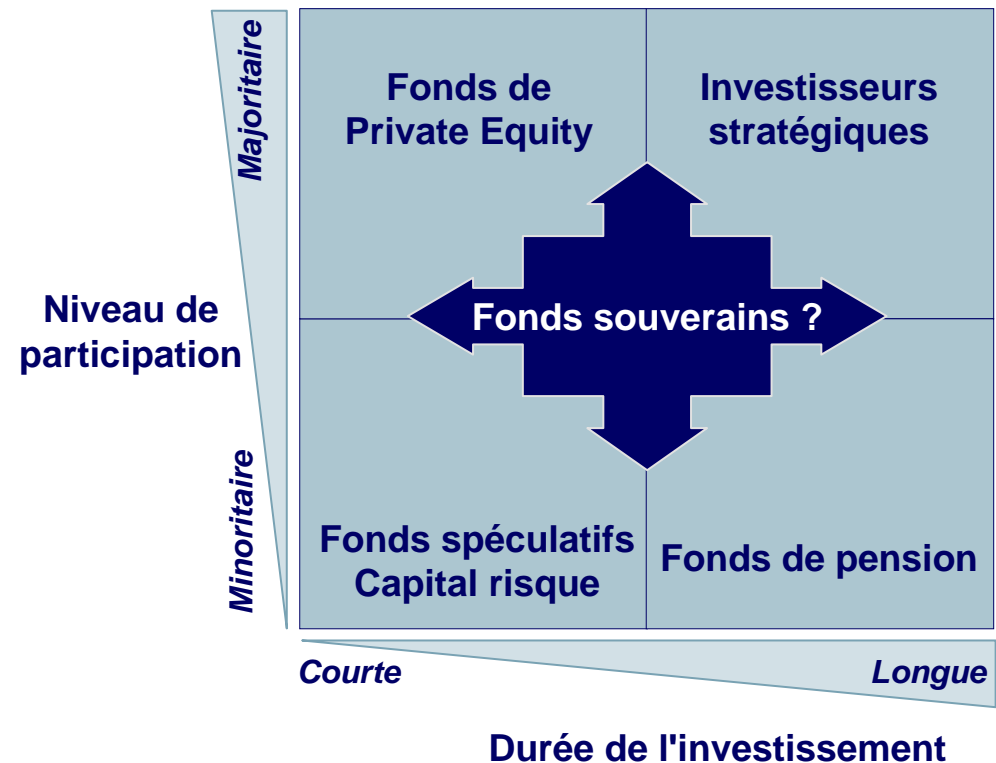 Majoritaire
Fonds de
Private Equity
Investisseurs
stratégiques
Niveau de
participation
Fonds souverains ?
Minoritaire
Fonds spéculatifs
Capital risque
Fonds de pension
Courte
Longue
Durée de l'investissement